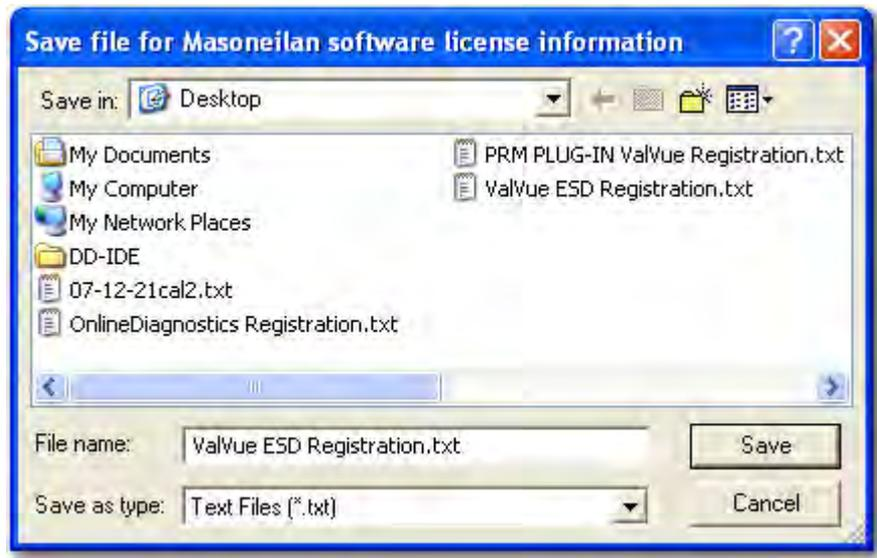 Save file for Masoneilan software license information
Save in: Desktop
My Documents
My Computer
My Network Places
DD-IDE
07-12-21cal2.txt
OnlineDiagnostics Registration.txt
PRM PLUG-IN ValVue Registration.txt
ValVue ESD Registration.txt
File name: ValVue ESD Registration.txt
Save
Save as type: Text Files (*.txt)
Cancel